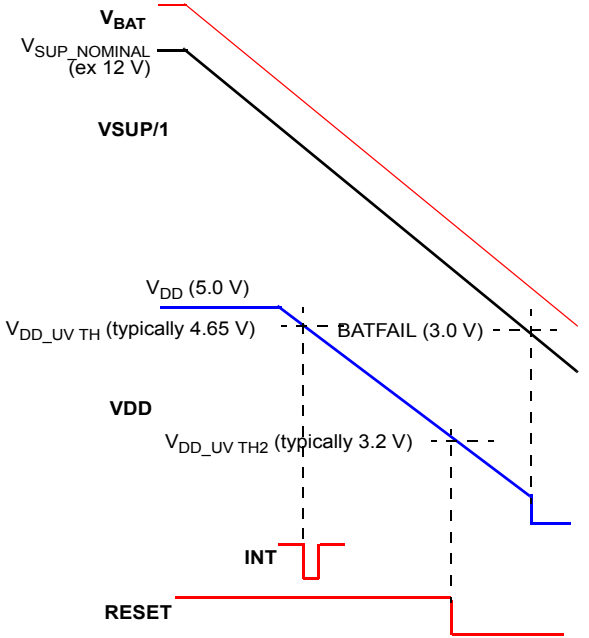 VBAT
VSUP_NOMINAL
(ex 12 V)
VSUP/1
VDD (5.0 V)
VDD_UV TH (typically 4.65 V)
BATFAIL (3.0 V)
VDD
VDD_UV TH2 (typically 3.2 V)
INT
RESET